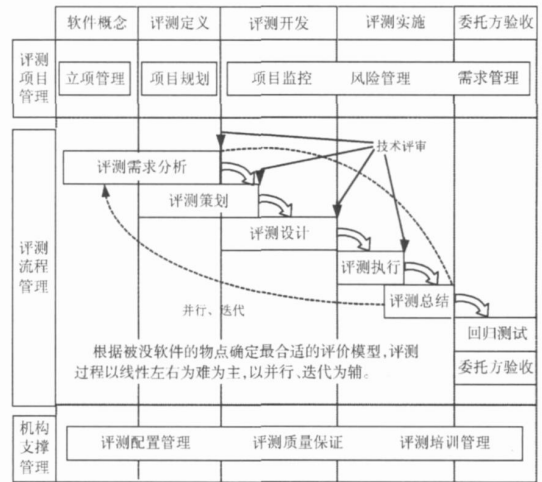 软件概念 评测定义 评测开发 评测实施 委托方验收
评测
项目
管理
立项管理 项目规划 项目监控 风险管理 需求管理
技术评审
评测需求分析
评测策划
评测设计
评测
流程
管理
评测执行
评测总结
并行、迭代
回归测试
根据被没软件的物点确定最合适的评价模型,评测
过程以线性左右为难为主,以并行、迭代为辅。
委托方验收
机构
支撑
管理
评测配置管理 评测质量保证 评测培训管理